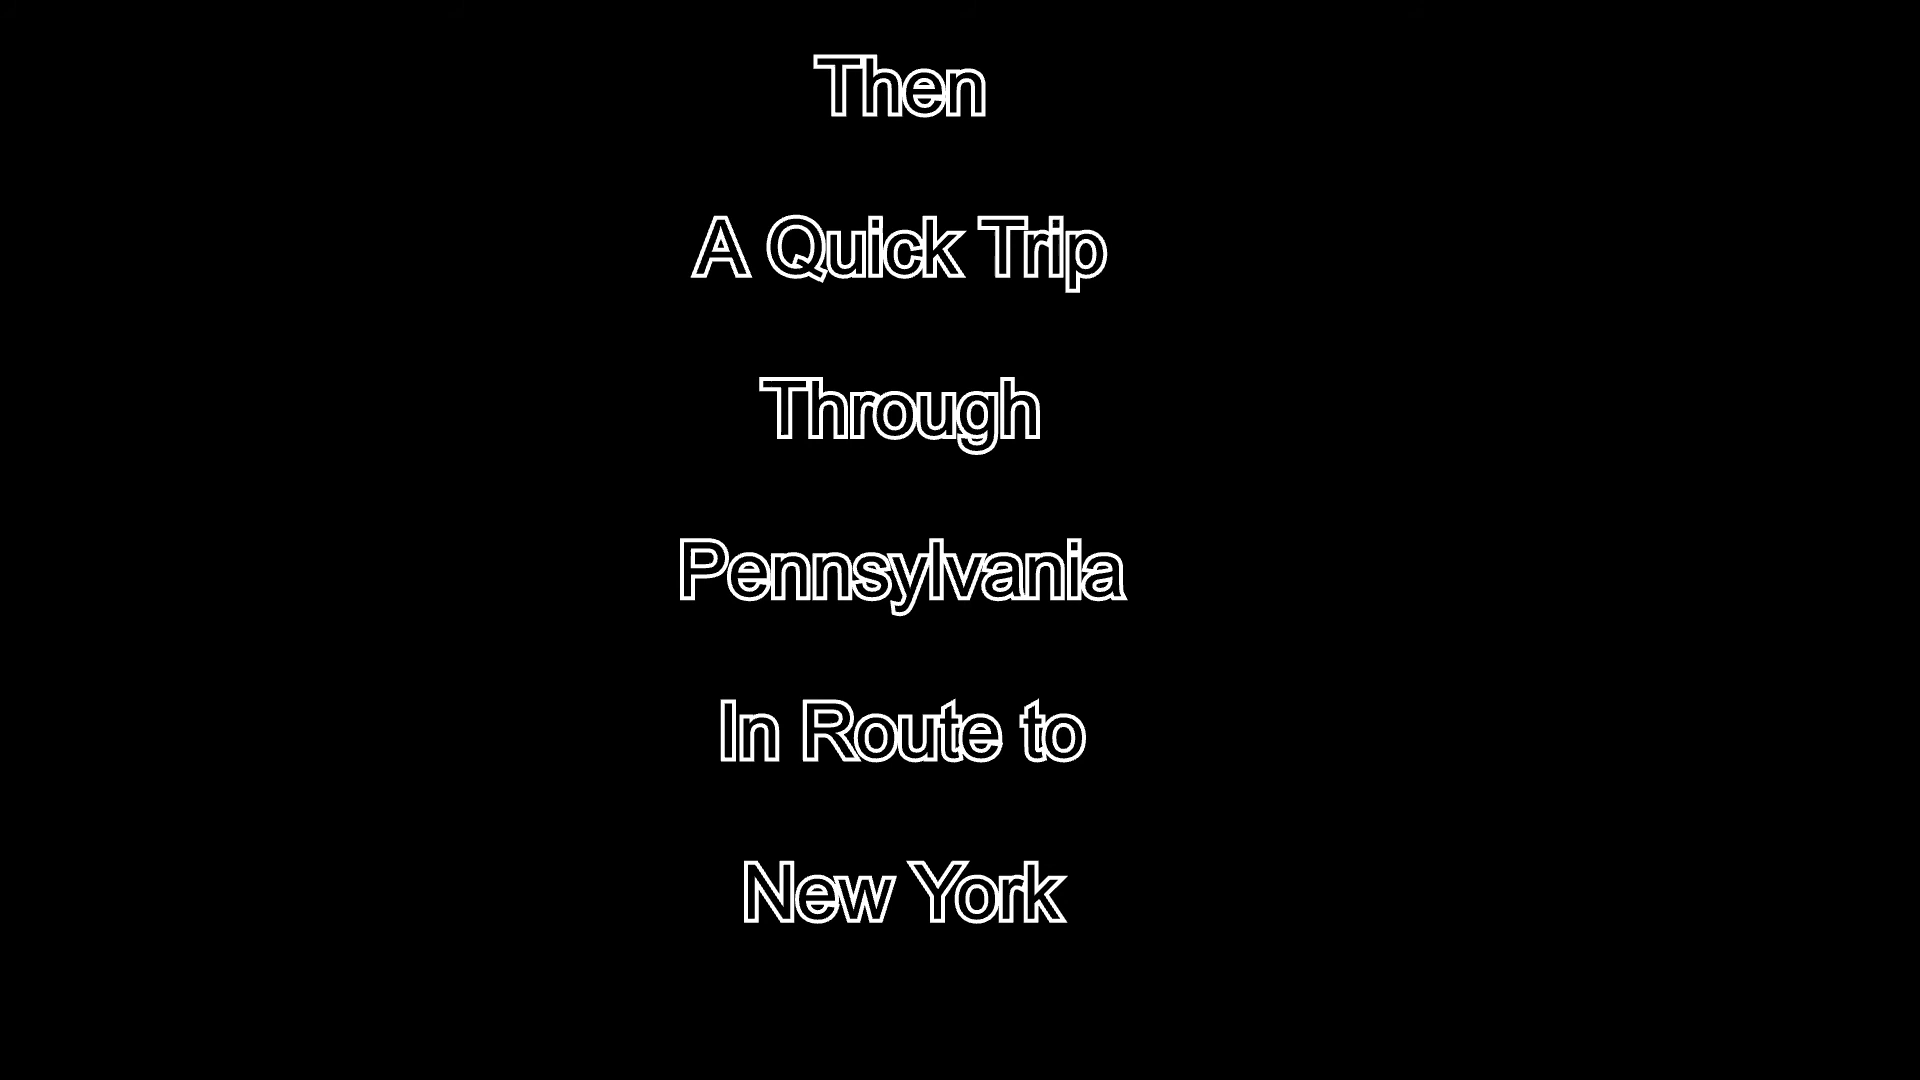 Then
A Quick Trip
Through
Pennsylvania
In Route to
New York